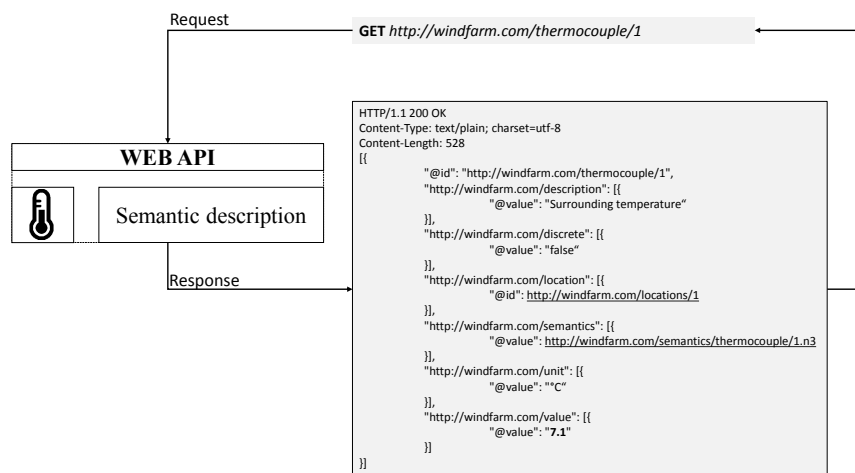 Request
GET http://windfarm.com/thermocouple/1
HTTP/1.1 200 OK
Content-Type: text/plain; charset=utf-8
Content-Length: 528
[{
"@id": "http://windfarm.com/thermocouple/1",
"http://windfarm.com/description": [{
"@value": "Surrounding temperature“
}],
"http://windfarm.com/discrete": [{
"@value": "false“
}],
"http://windfarm.com/location": [{
"@id": http://windfarm.com/locations/1
}],
"http://windfarm.com/semantics": [{
"@value": http://windfarm.com/semantics/thermocouple/1.n3
}],
"http://windfarm.com/unit": [{
"@value": "°C“
}],
"http://windfarm.com/value": [{
"@value": "7.1"
}]
}]
WEB API
Semantic description
Response